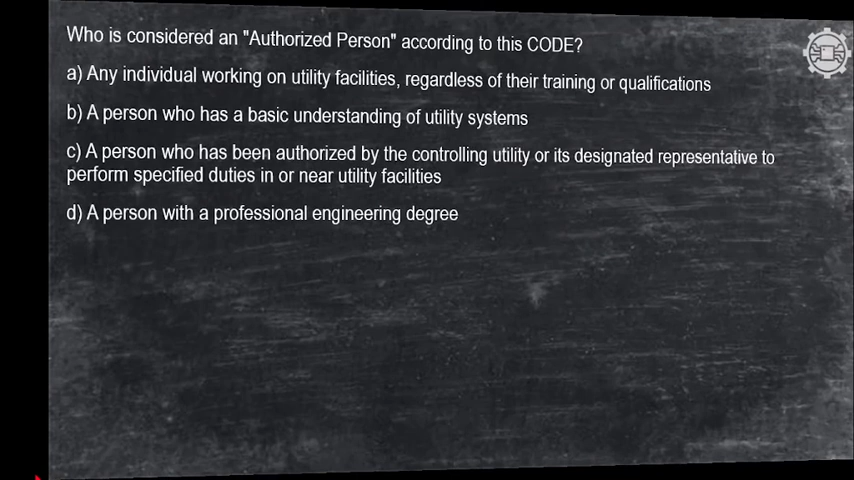 Who is considered an "Authorized Person" according to this CODE?
a) Any individual working on utility facilities, regardless of their training or qualifications
b) A person who has a basic understanding of utility systems
c) A person who has been authorized by the controlling utility or its designated representative to
perform specified duties in or near utility facilities
d) A person with a professional engineering degree